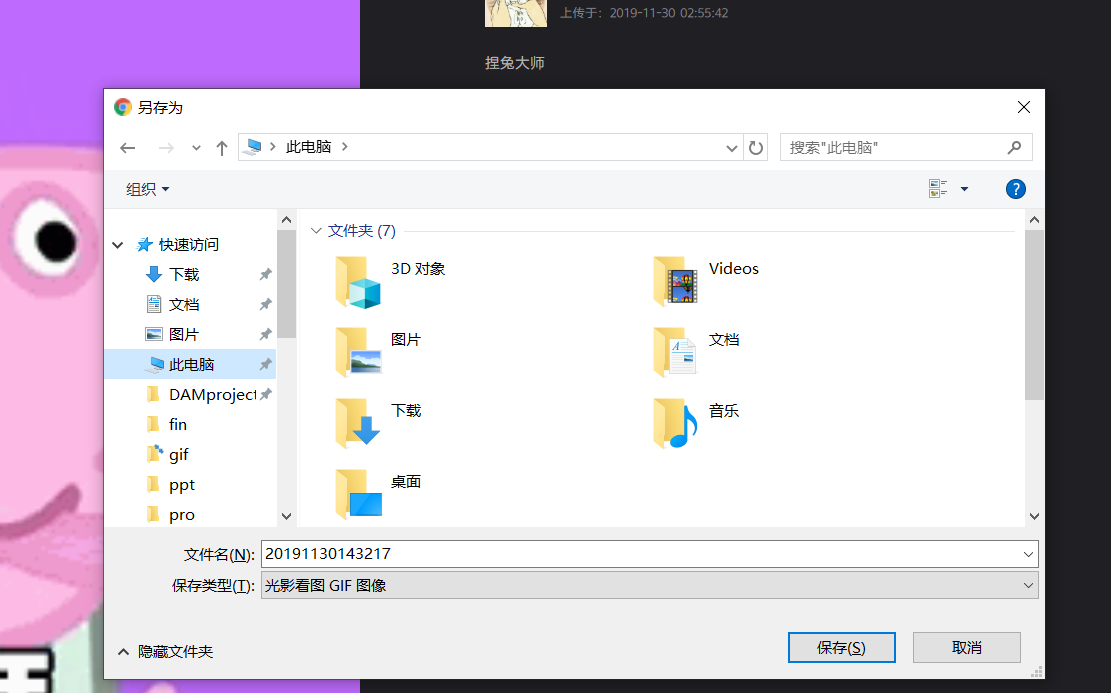 上传于：2019-11-30 02:55:42
捏兔大师
另存为
此电脑
搜索"此电脑"
组织
快速访问
下载
文档
图片
此电脑
DAMproject
fin
gif
ppt
pro
文件夹 (7)
3D 对象
Videos
图片
文档
下载
音乐
桌面
文件名(N):
20191130143217
保存类型(T):
光影看图 GIF 图像
隐藏文件夹
保存(S)
取消